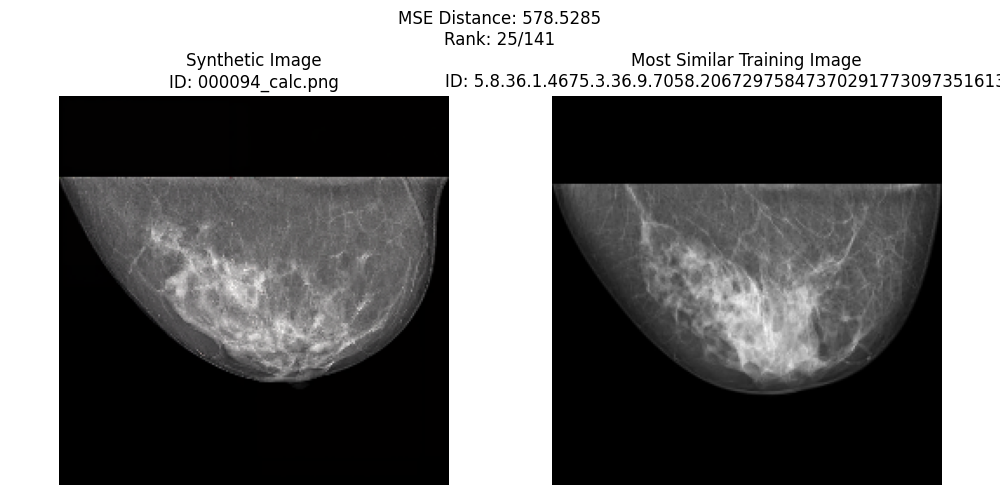 MSE Distance: 578.5285
Rank: 25/141
Synthetic Image
ID: 000094_calc.png
Most Similar Training Image
ID: 5.8.36.1.4675.3.36.9.7058.20672975847370291773097351613